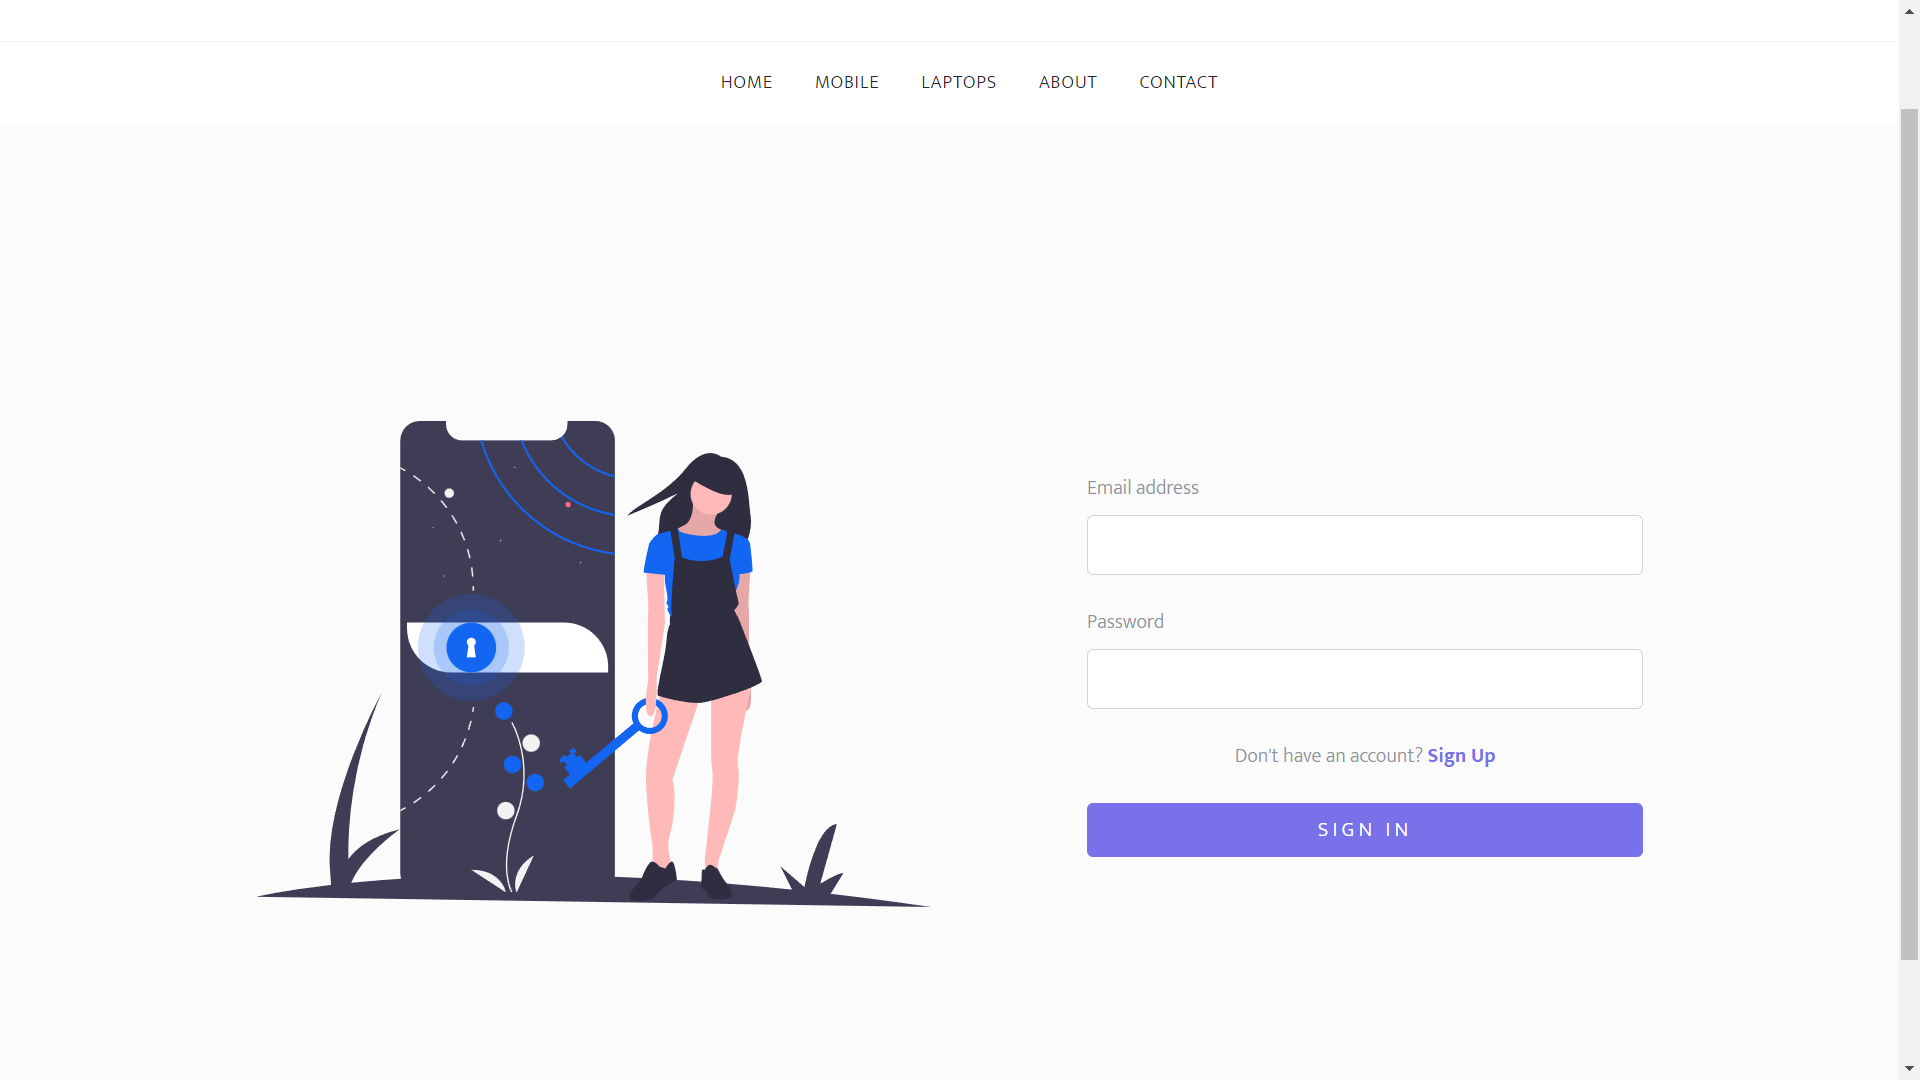 HOME MOBILE LAPTOPS ABOUT CONTACT
Email address
Password
Don't have an account? Sign Up
SIGN IN